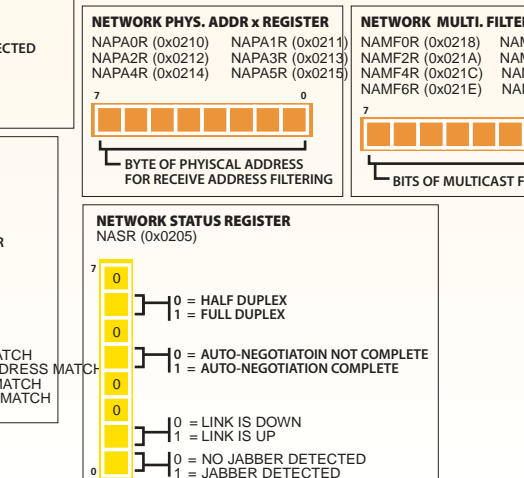 ECTED
R
ATCH
DRESS MATCH
MATCH
MATCH
NETWORK PHYS. ADDR x REGISTER
NAPA0R (0x0210) NAPA1R (0x0211)
NAPA2R (0x0212) NAPA3R (0x0213)
NAPA4R (0x0214) NAPA5R (0x0215)
7 0
BYTE OF PHYISCAL ADDRESS
FOR RECEIVE ADDRESS FILTERING
NETWORK MULTI. FILTE
NAMF0R (0x0218) NAM
NAMF2R (0x021A) NAM
NAMF4R (0x021C) NAM
NAMF6R (0x021E) NAM
7
BITS OF MULTICAST F
NETWORK STATUS REGISTER
NASR (0x0205)
7
0
0 = HALF DUPLEX
1 = FULL DUPLEX
0
0 = AUTO-NEGOTIATOIN NOT COMPLETE
1 = AUTO-NEGOTIATION COMPLETE
0
0
0 = LINK IS DOWN
1 = LINK IS UP
0 = NO JABBER DETECTED
1 = JABBER DETECTED
0